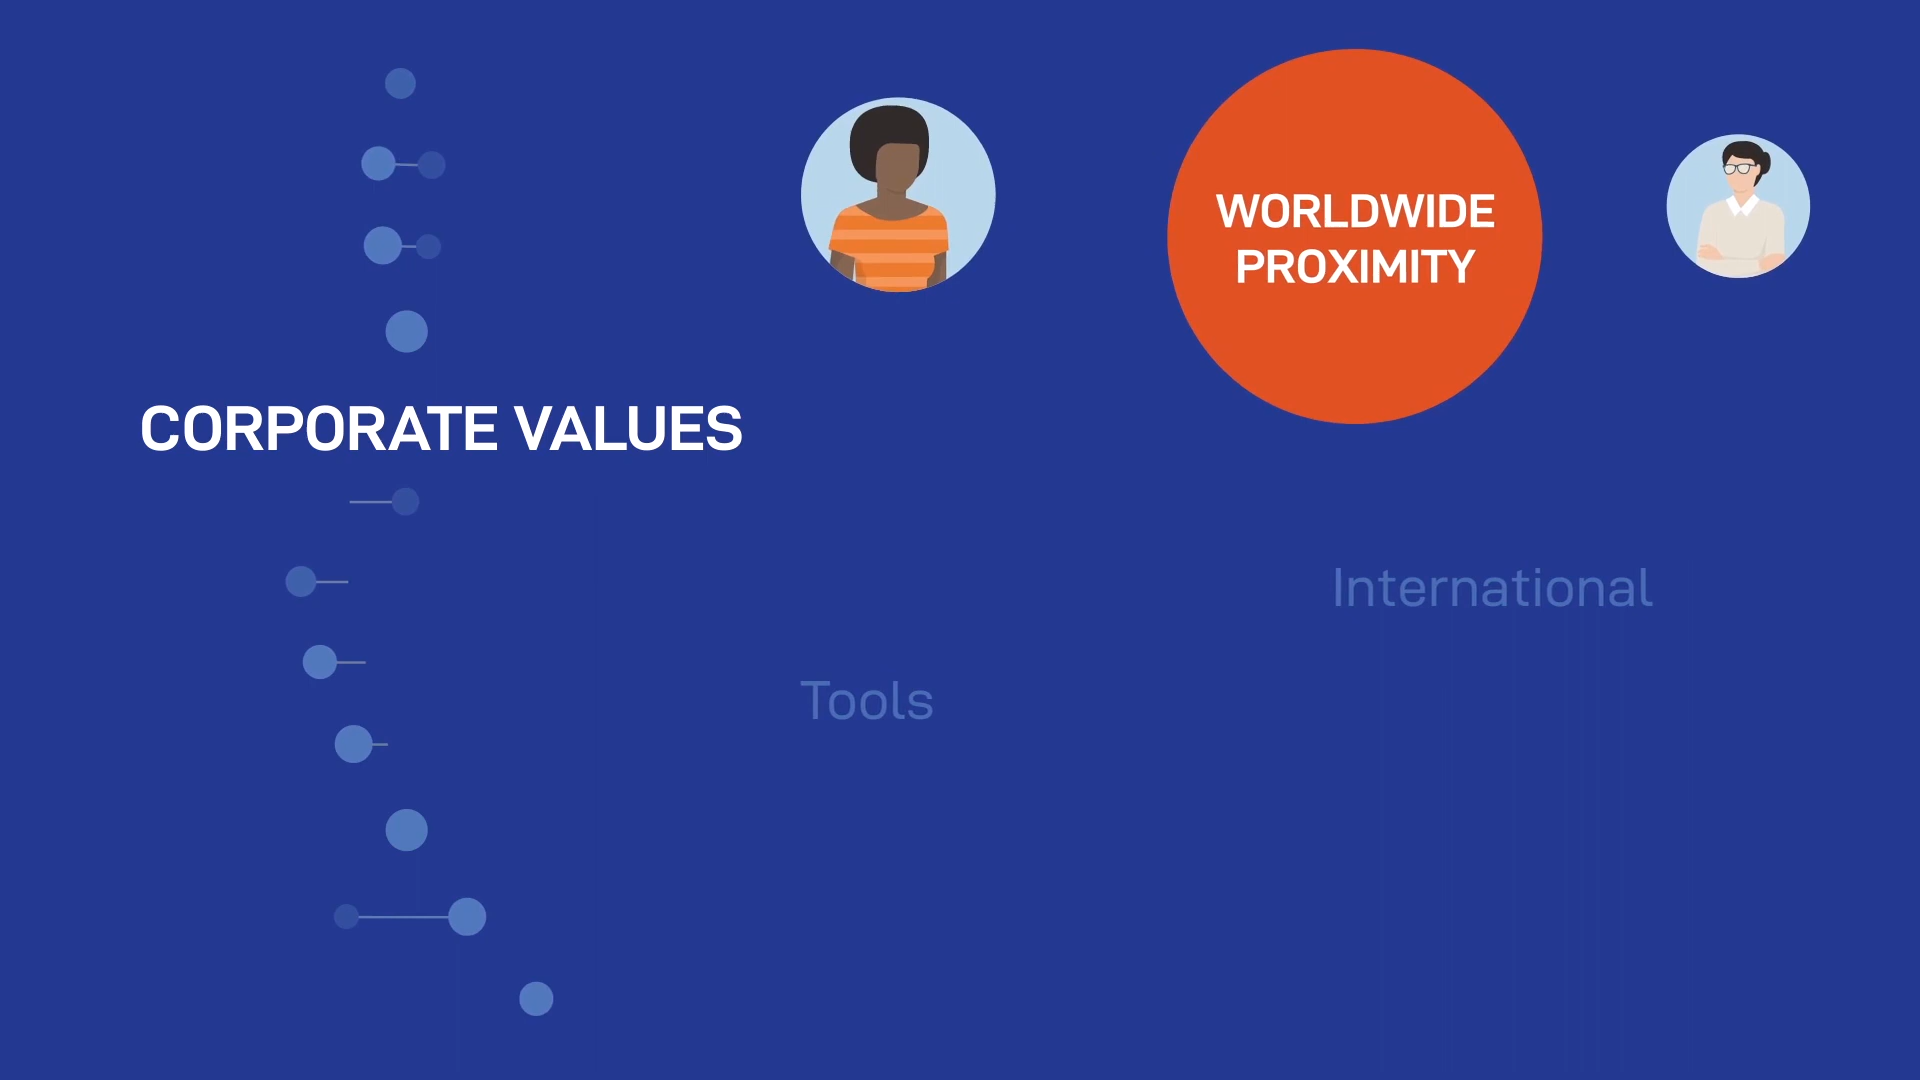 WORLDWIDE
PROXIMITY
CORPORATE VALUES
International
Tools